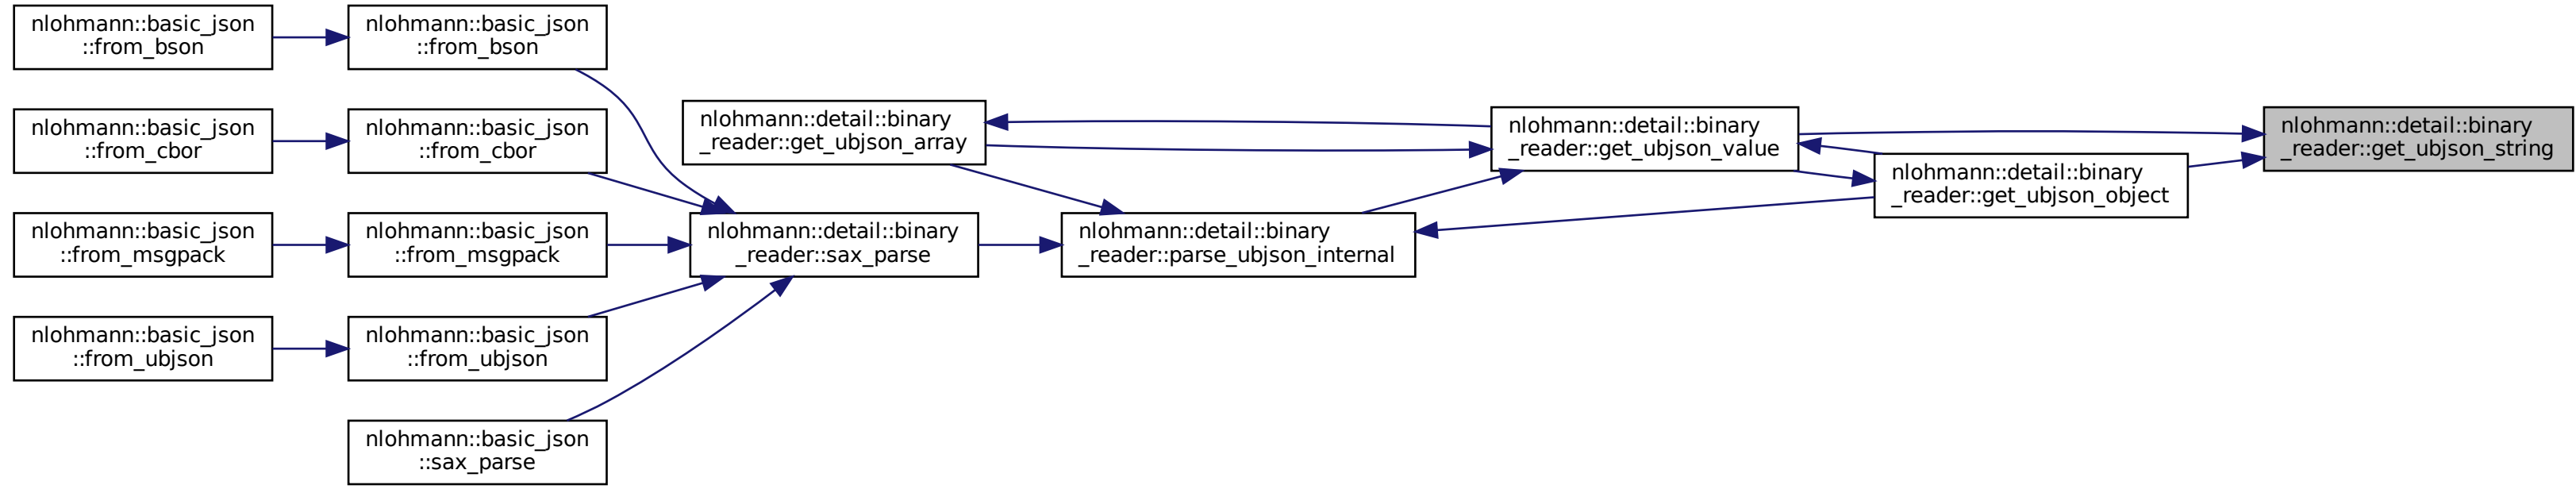 nlohmann::basic_json
::from_bson
nlohmann::basic_json
::from_bson
nlohmann::basic_json
::from_cbor
nlohmann::basic_json
::from_cbor
nlohmann::basic_json
::from_msgpack
nlohmann::basic_json
::from_msgpack
nlohmann::basic_json
::from_ubjson
nlohmann::basic_json
::from_ubjson
nlohmann::basic_json
::sax_parse
nlohmann::detail::binary
_reader::get_ubjson_array
nlohmann::detail::binary
_reader::sax_parse
nlohmann::detail::binary
_reader::parse_ubjson_internal
nlohmann::detail::binary
_reader::get_ubjson_value
nlohmann::detail::binary
_reader::get_ubjson_object
nlohmann::detail::binary
_reader::get_ubjson_string